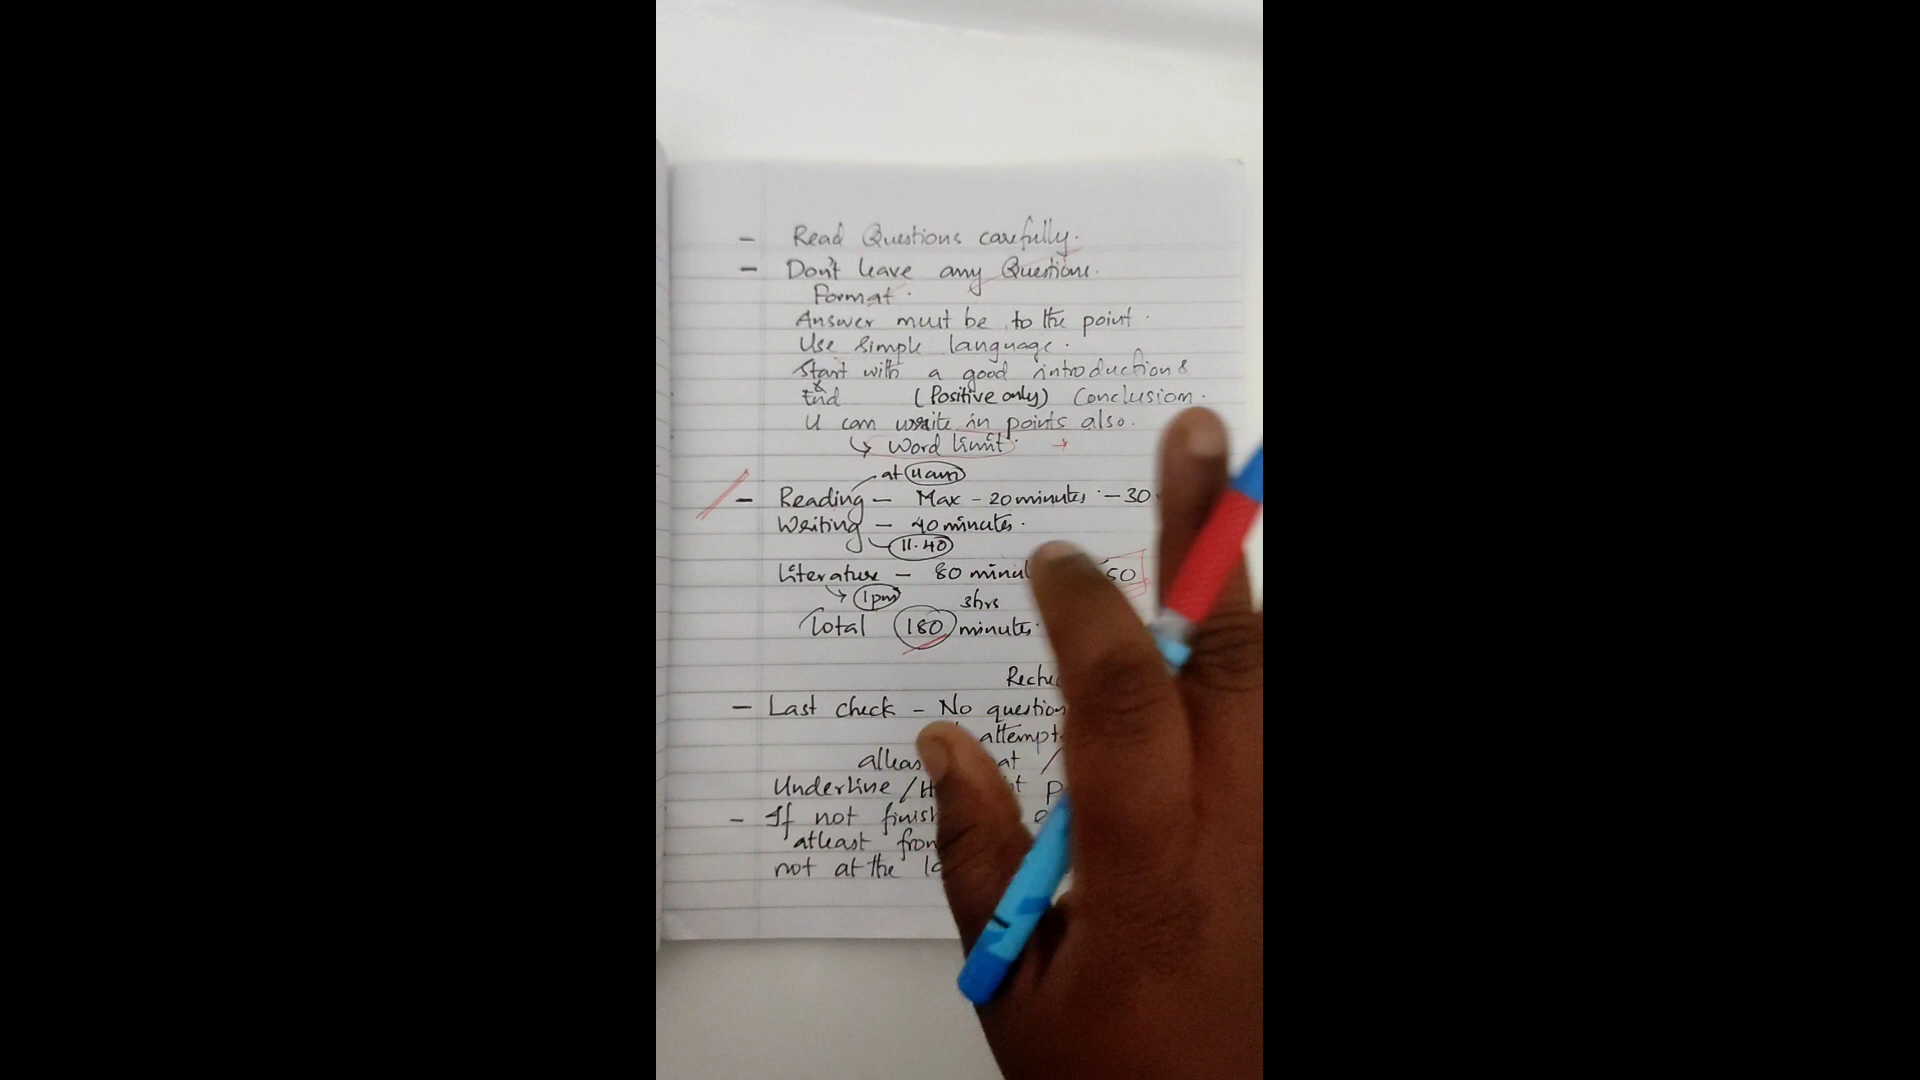 - Read Questions carefully.
- Don't leave any Questions.
Format.
Answer must be to the point.
Use simple language.
Start with a good introduction &
&
End (Positive only) Conclusion.
U can write in points also.
↳ Word limit. →
at 11am
- Reading - Max - 20 minutes - 30
Writing - 40 minutes.
11.40
Literature - 80 50
→ 1pm 3hrs
Total 180 minutes.
- Last check - No
at /
Underline /
- If not
atleast
not at the